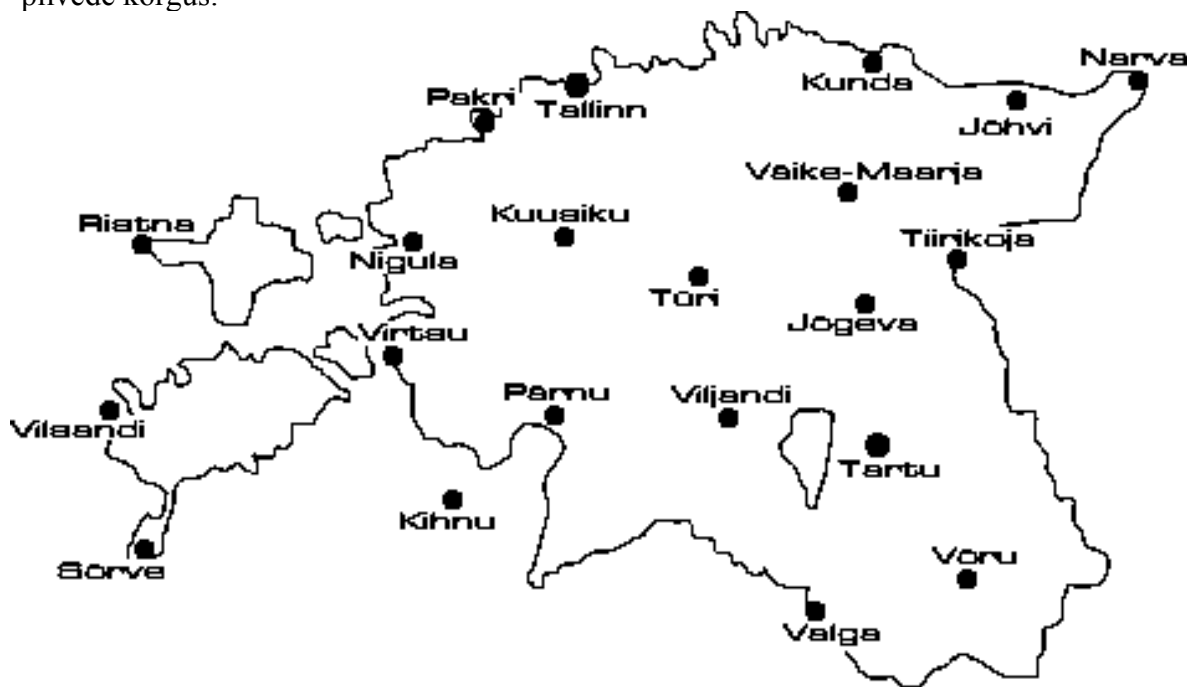 pilvede kõrgus.
Narva
Kunda
Pakri
Tallinn
Jõhvi
Väike-Maarja
Ristna
Kuusiku
Tiirikoja
Nigula
Türi
Jõgeva
Virtsu
Pärnu
Viljandi
Vilsandi
Tartu
Kihnu
Sõrve
Võru
Valga